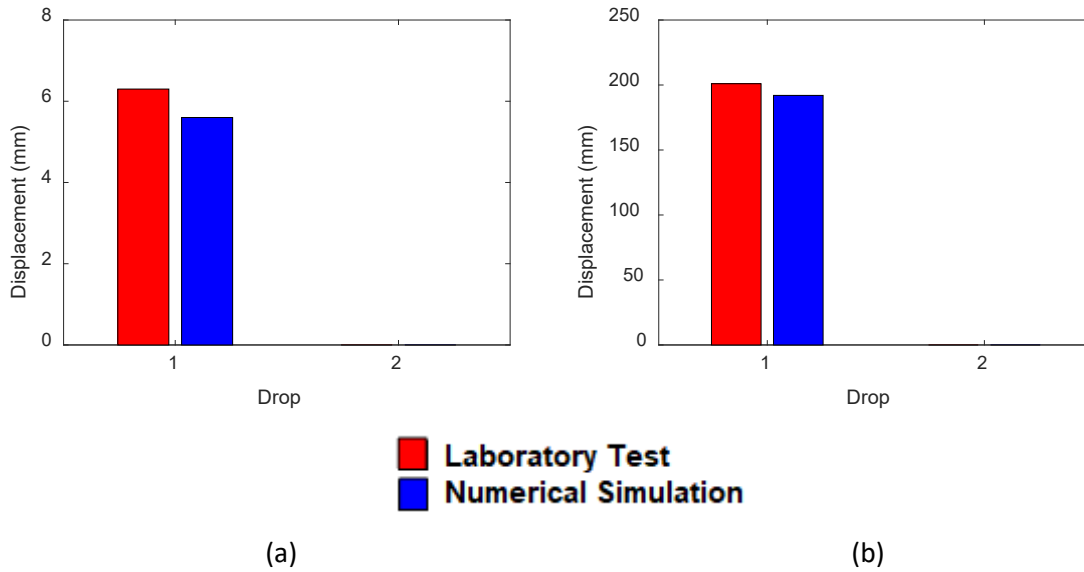 8
6
4
2
0
Displacement (mm)
1
2
Drop
250
200
150
100
50
0
Displacement (mm)
1
2
Drop
Laboratory Test
Numerical Simulation
(a)
(b)